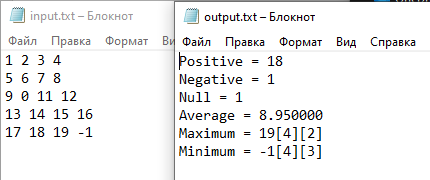 input.txt – Блокнот
Файл Правка Формат
1 2 3 4
5 6 7 8
9 0 11 12
13 14 15 16
17 18 19 -1
output.txt – Блокнот
Файл Правка Формат Вид Справка
Positive = 18
Negative = 1
Null = 1
Average = 8.950000
Maximum = 19[4][2]
Minimum = -1[4][3]